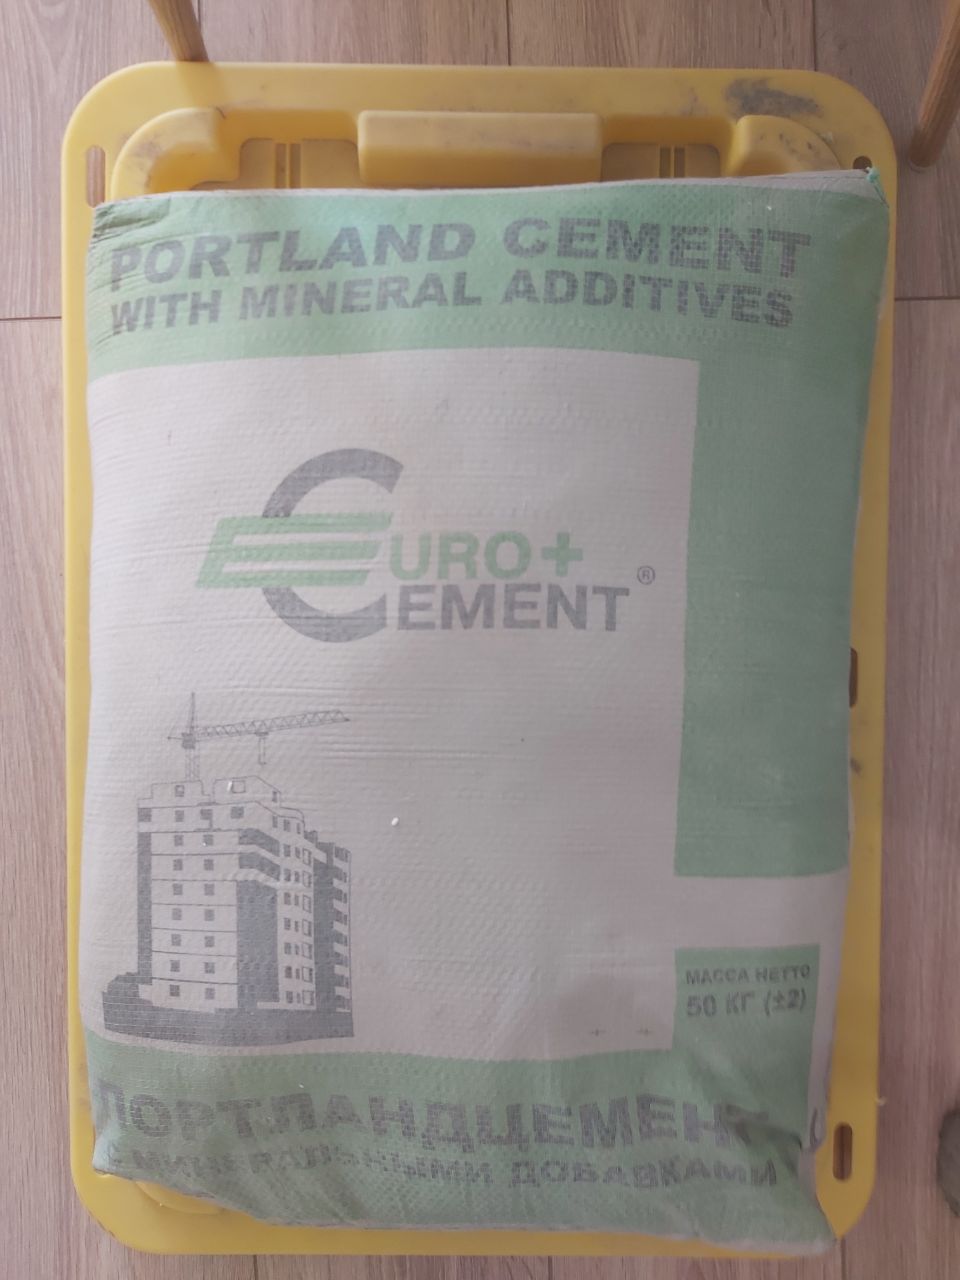 PORTLAND CEMENT
WITH MINERAL ADDITIVES
EURO+
CEMENT ®
МАССА НЕТТО
50 КГ (±2)
ПОРТЛАНДЦЕМЕНТ
С МИНЕРАЛЬНЫМИ ДОБАВКАМИ